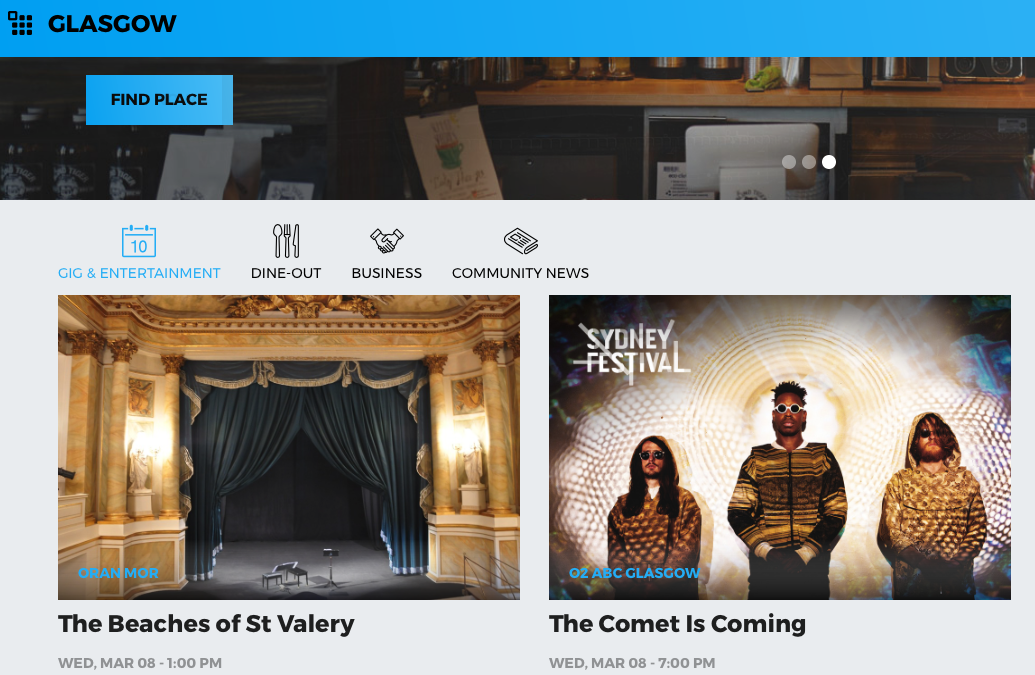 GLASGOW
FIND PLACE
10
GIG & ENTERTAINMENT
DINE-OUT
BUSINESS
COMMUNITY NEWS
SYDNEY
FESTIVAL
GRAN MOR
O2 ABC GLASGOW
The Beaches of St Valery
The Comet Is Coming
WED, MAR 08 - 1:00 PM
WED, MAR 08 - 7:00 PM